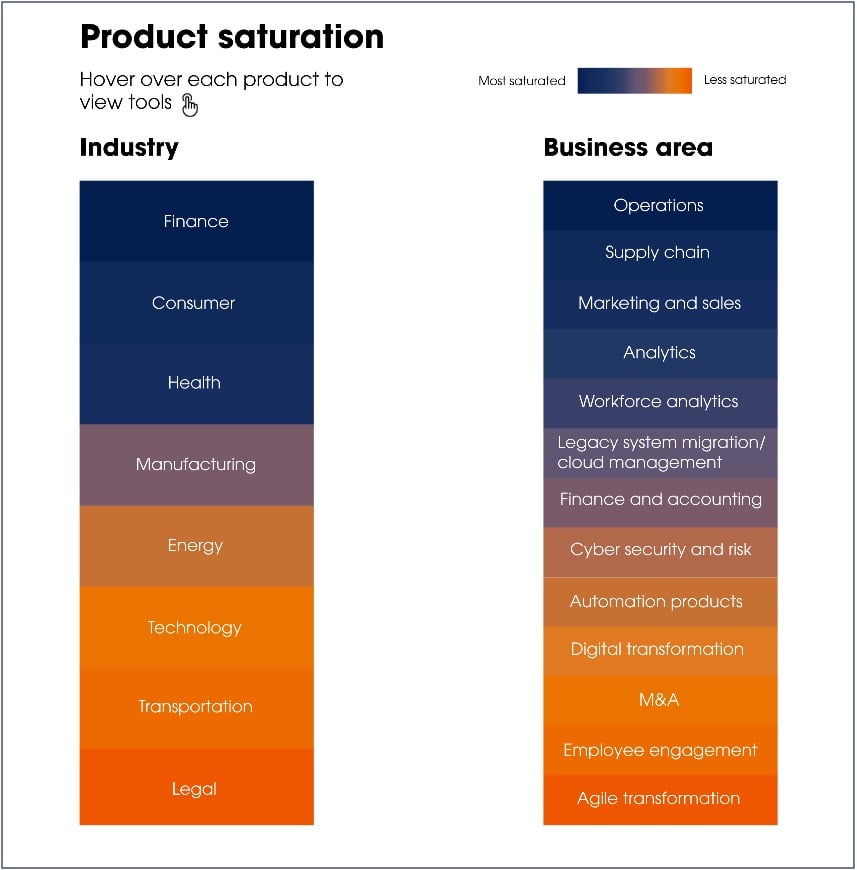 Product saturation
Hover over each product to
view tools
Most saturated
Less saturated
Industry
Finance
Consumer
Health
Manufacturing
Energy
Technology
Transportation
Legal
Business area
Operations
Supply chain
Marketing and sales
Analytics
Workforce analytics
Legacy system migration/
cloud management
Finance and accounting
Cyber security and risk
Automation products
Digital transformation
M&A
Employee engagement
Agile transformation